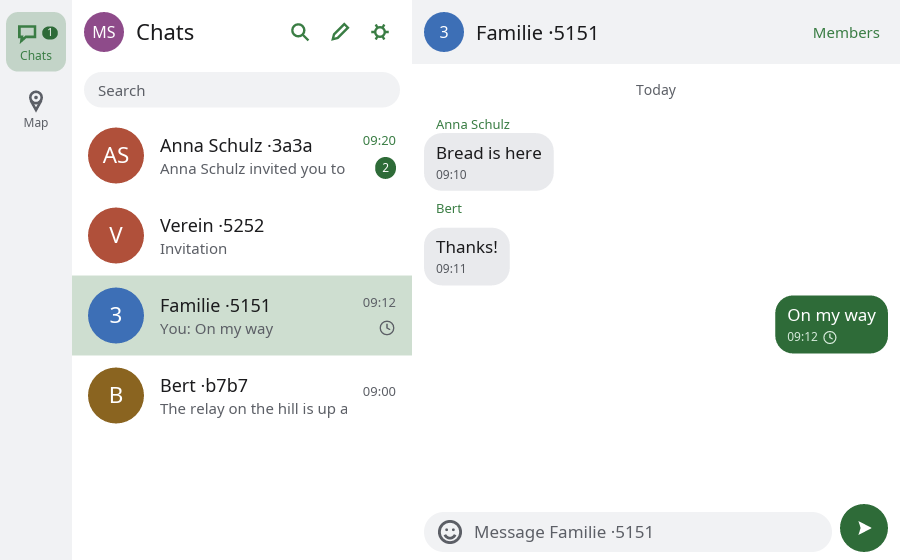 1
Chats
Map
MS
Chats
Search
AS
Anna Schulz ·3a3a
09:20
Anna Schulz invited you to
2
V
Verein ·5252
Invitation
3
Familie ·5151
09:12
You: On my way
B
Bert ·b7b7
09:00
The relay on the hill is up a
3
Familie ·5151
Members
Today
Anna Schulz
Bread is here
09:10
Bert
Thanks!
09:11
On my way
09:12
Message Familie ·5151